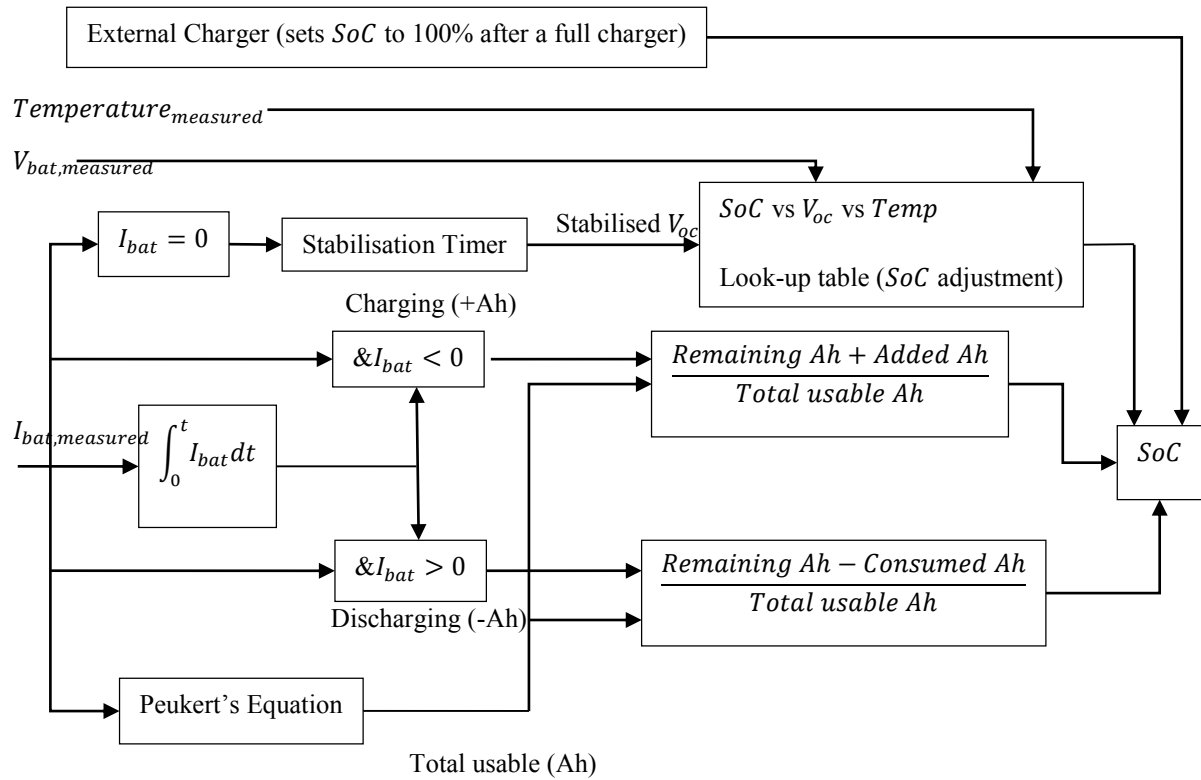 External Charger (sets SoC to 100% after a full charger)
Temperature_measured
V_bat,measured
SoC vs V_oc vs Temp
Look-up table (SoC adjustment)
I_bat = 0
Stabilisation Timer
Stabilised V_oc
Charging (+Ah)
&I_bat < 0
Remaining Ah + Added Ah
Total usable Ah
I_bat,measured
∫_0^t I_bat dt
SoC
&I_bat > 0
Discharging (-Ah)
Remaining Ah − Consumed Ah
Total usable Ah
Peukert’s Equation
Total usable (Ah)